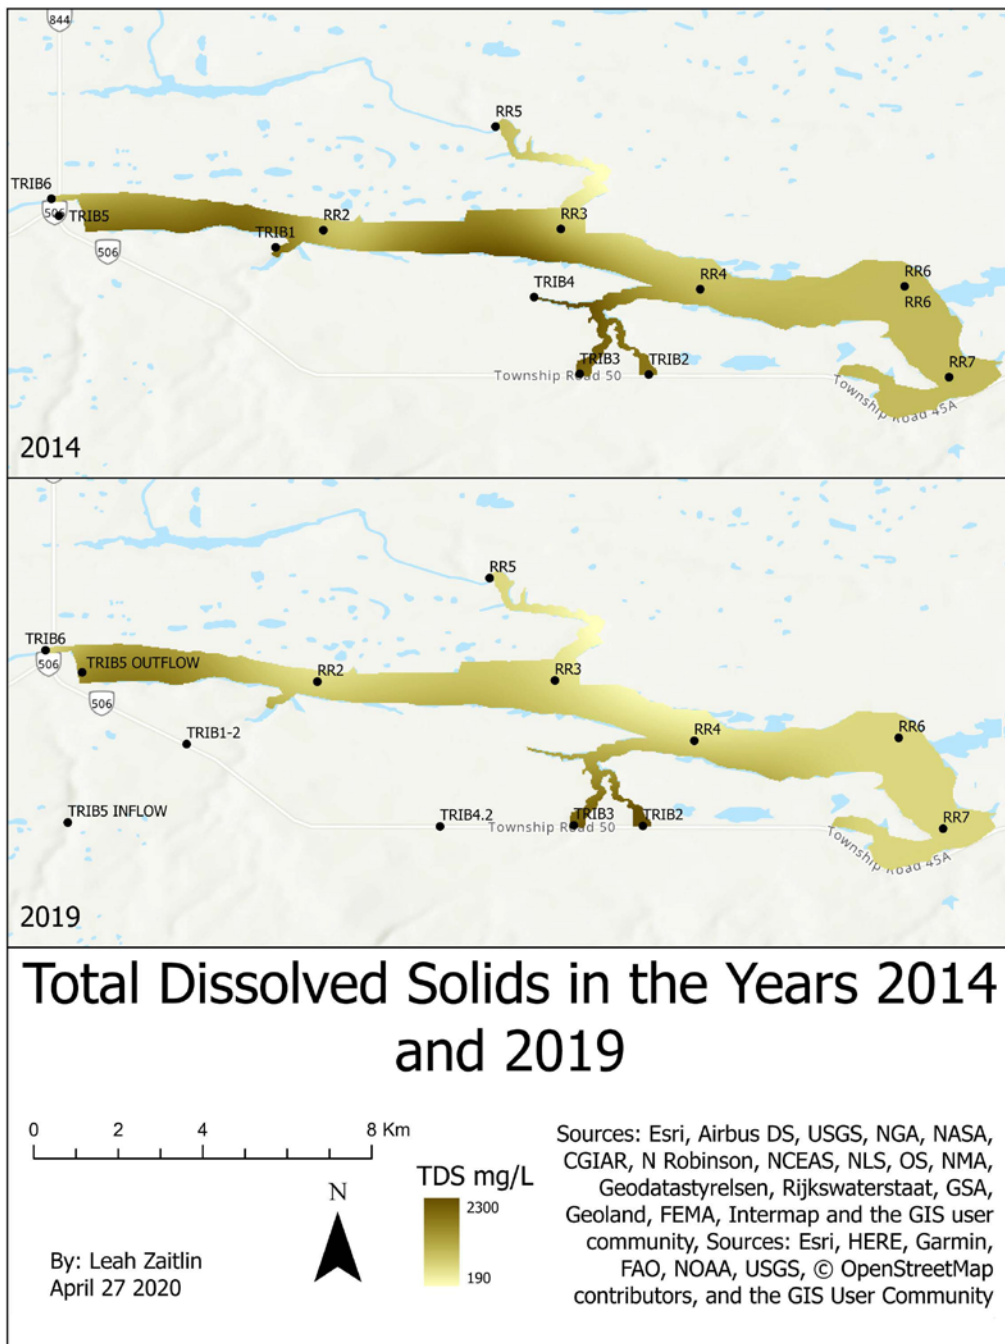 844
RR5
TRIB6
506
TRIB5
RR2
RR3
TRIB1
506
RR4
RR6
TRIB4
RR6
TRIB3
TRIB2
RR7
Township Road 50
Township Road 45A
2014
RR5
TRIB6
506
TRIB5 OUTFLOW
RR2
RR3
506
TRIB1-2
RR4
RR6
TRIB5 INFLOW
TRIB4.2
TRIB3
TRIB2
RR7
Township Road 50
Township Road 45A
2019
Total Dissolved Solids in the Years 2014
and 2019
0 2 4 8 Km
N
By: Leah Zaitlin
April 27 2020
TDS mg/L
2300
190
Sources: Esri, Airbus DS, USGS, NGA, NASA,
CGIAR, N Robinson, NCEAS, NLS, OS, NMA,
Geodatastyrelsen, Rijkswaterstaat, GSA,
Geoland, FEMA, Intermap and the GIS user
community, Sources: Esri, HERE, Garmin,
FAO, NOAA, USGS, © OpenStreetMap
contributors, and the GIS User Community